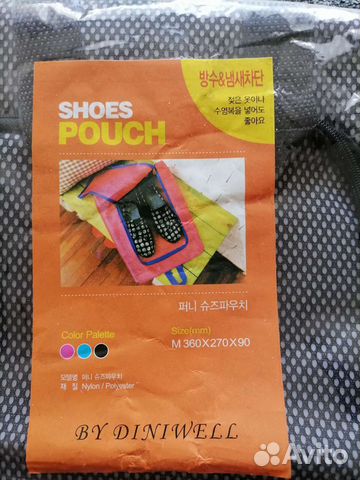 방수&냄새차단
젖은 옷이나
수영복을 넣어도
좋아요
SHOES
POUCH
퍼니 슈즈파우치
Color Palette
Size(mm)
M 360X270X90
모델명 퍼니 슈즈파우치
재 질 Nylon / Polyester
BY DINIWELL
Avito